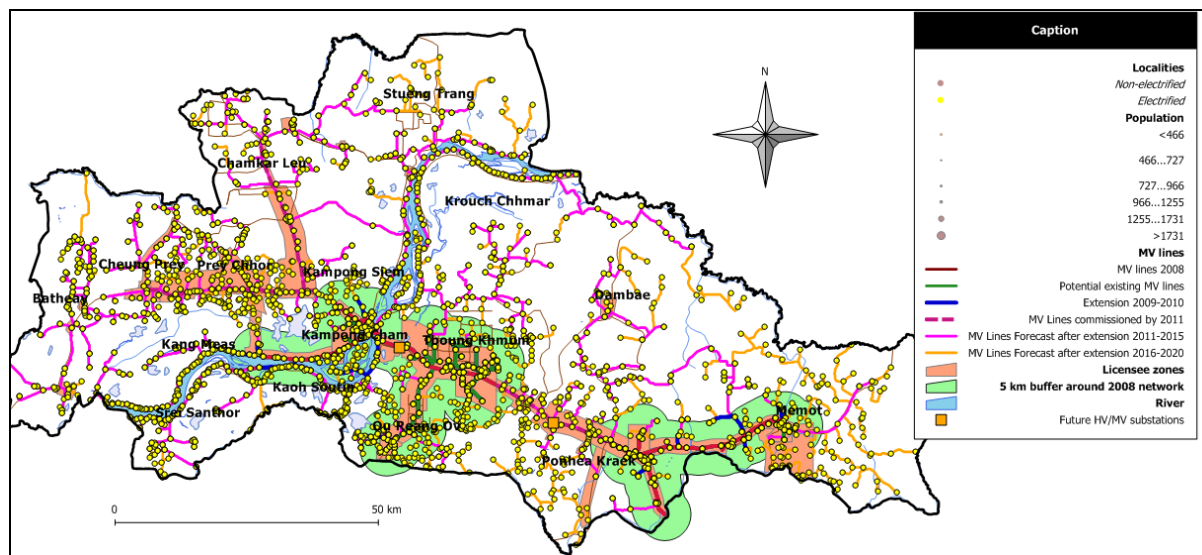 Caption
Localities
Non-electrified
Electrified
Population
<466
466...727
727...966
966...1255
1255...1731
>1731
MV lines
MV lines 2008
Potential existing MV lines
Extension 2009-2010
MV Lines commissioned by 2011
MV Lines Forecast after extension 2011-2015
MV Lines Forecast after extension 2016-2020
Licensee zones
5 km buffer around 2008 network
River
Future HV/MV substations
N
Stueng Trang
Chamkar Leu
Krouch Chhmar
Cheung Prey
Prey Chhor
Kampong Siem
Batheay
Dambae
Kang Meas
Kampong Cham
Tboung Khmum
Kaoh Soutin
Srei Santhor
Ou Reang Ov
Memot
Ponhea Kraek
0
50 km